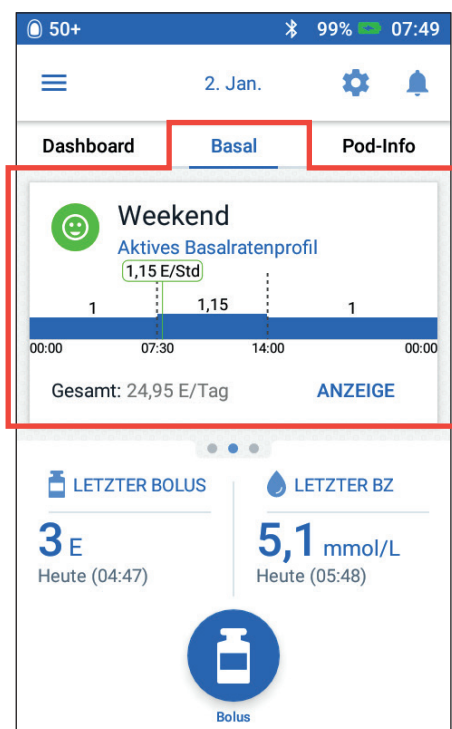 50+ 99% 07:49
2. Jan.
Dashboard Basal Pod-Info
Weekend
Aktives Basalratenprofil
1,15 E/Std
1 1,15 1
00:00 07:30 14:00 00:00
Gesamt: 24,95 E/Tag ANZEIGE
LETZTER BOLUS LETZTER BZ
3 E 5,1 mmol/L
Heute (04:47) Heute (05:48)
Bolus